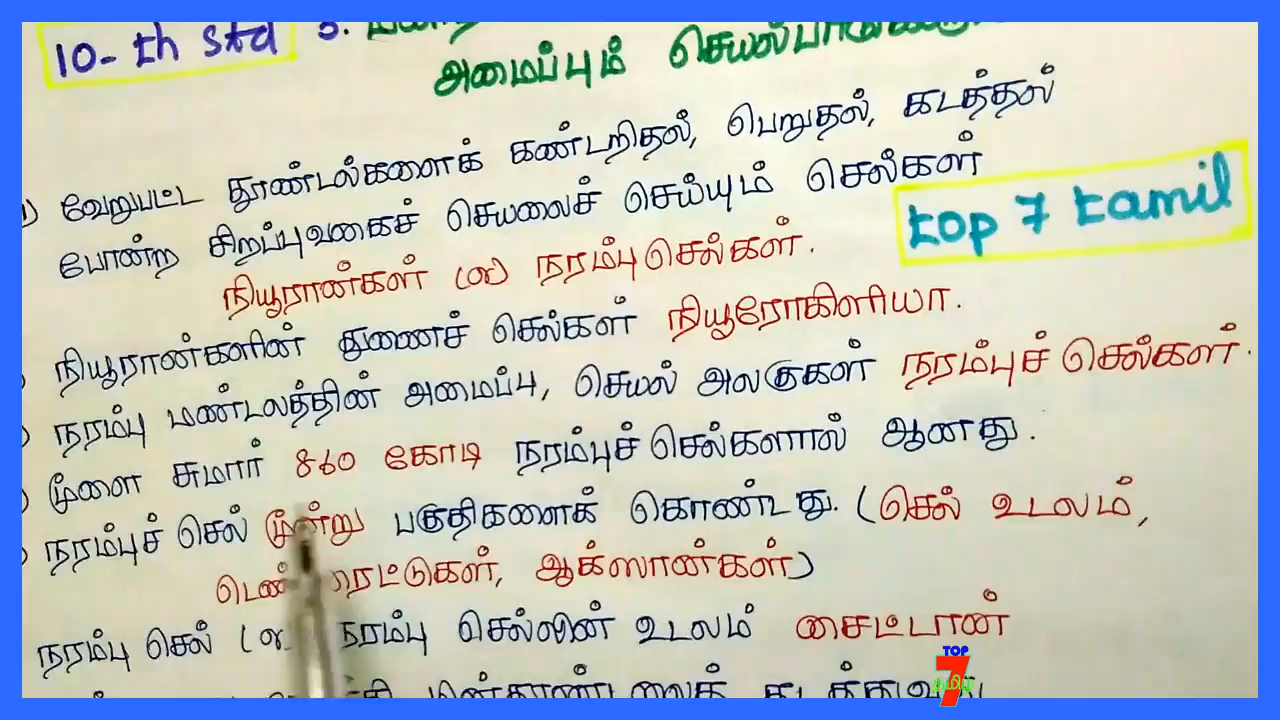 10-th std 3.
அமைப்பும் செயல்பாடுகளும்
வேறுபட்ட தூண்டல்களைக் கண்டறிதல், பெறுதல், கடத்தல்
போன்ற சிறப்புவகைச் செயலைச் செய்யும் செல்கள்
top 7 tamil
நியூரான்கள் (எ) நரம்பு செல்கள்.
நியூரான்களின் துணைச் செல்கள் நியூரோகிளியா.
நரம்பு மண்டலத்தின் அமைப்பு, செயல் அலகுகள் நரம்புச் செல்கள்.
மூளை சுமார் 860 கோடி நரம்புச் செல்களால் ஆனது.
நரம்புச் செல் மூன்று பகுதிகளைக் கொண்டது. (செல் உடலம்,
ஆக்ஸான்கள்)
நரம்பு செல் நரம்பு செல்லின் உடலம் சைட்டான்
TOP
7
தமிழ்